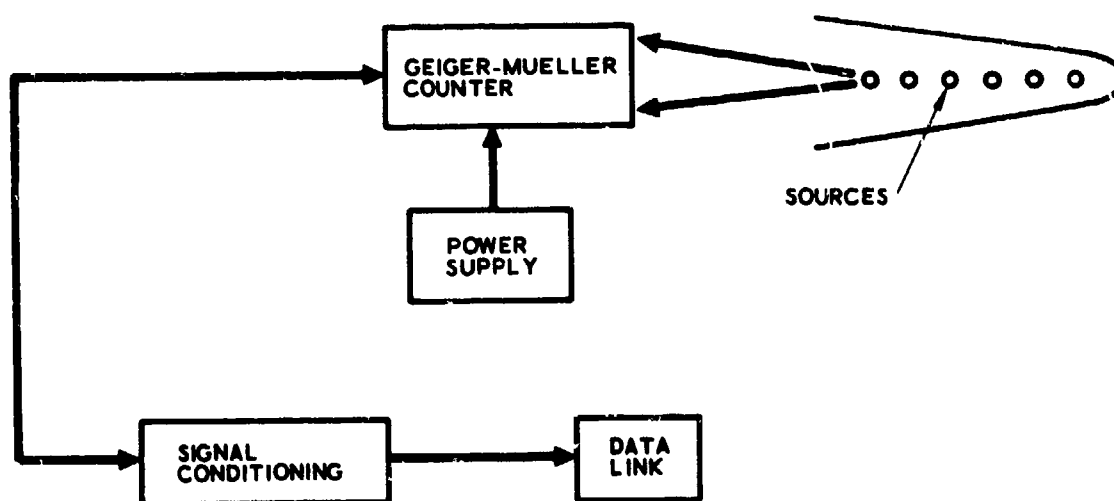 GEIGER-MUELLER
COUNTER
SOURCES
POWER
SUPPLY
SIGNAL
CONDITIONING
DATA
LINK